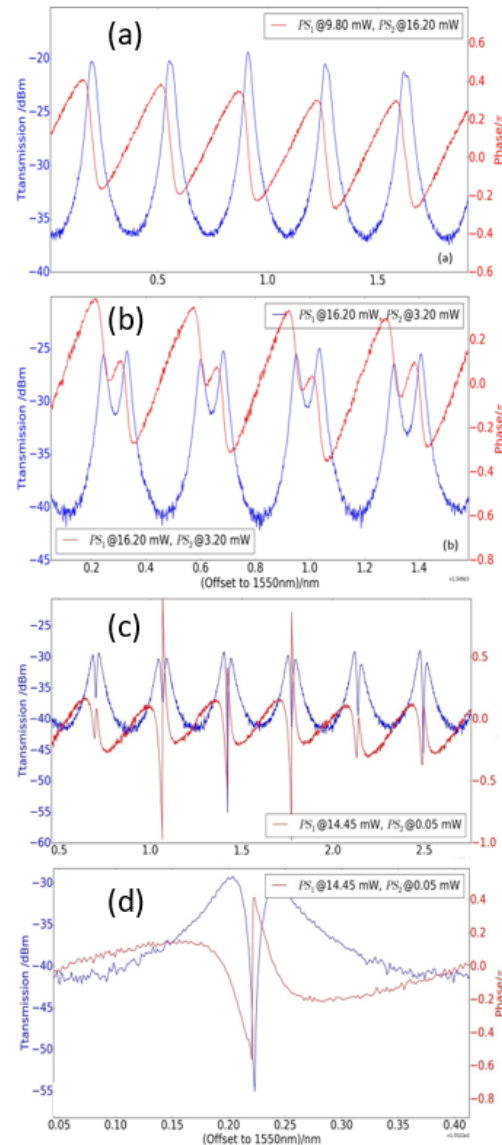 (a)
PS₁@9.80 mW, PS₂@16.20 mW
Ttansmission /dBm
−20
−25
−30
−35
−40
Phase/π
0.6
0.4
0.2
0.0
−0.2
−0.4
−0.6
(a)
0.5 1.0 1.5
(b)
PS₁@16.20 mW, PS₂@3.20 mW
Ttansmission /dBm
−25
−30
−35
−40
−45
Phase/π
0.2
0.0
−0.2
−0.4
−0.6
−0.8
PS₁@16.20 mW, PS₂@3.20 mW
(b)
0.2 0.4 0.6 0.8 1.0 1.2 1.4
(Offset to 1550nm)/nm
(c)
Ttansmission /dBm
−25
−30
−35
−40
−45
−50
−55
−60
Phase/π
0.5
0.0
−0.5
−1.0
PS₁@14.45 mW, PS₂@0.05 mW
0.5 1.0 1.5 2.0 2.5
(d)
PS₁@14.45 mW, PS₂@0.05 mW
Ttansmission /dBm
−30
−35
−40
−45
−50
−55
Phase/π
0.4
0.2
0.0
−0.2
−0.4
−0.6
−0.8
0.05 0.10 0.15 0.20 0.25 0.30 0.35 0.40
(Offset to 1550nm)/nm